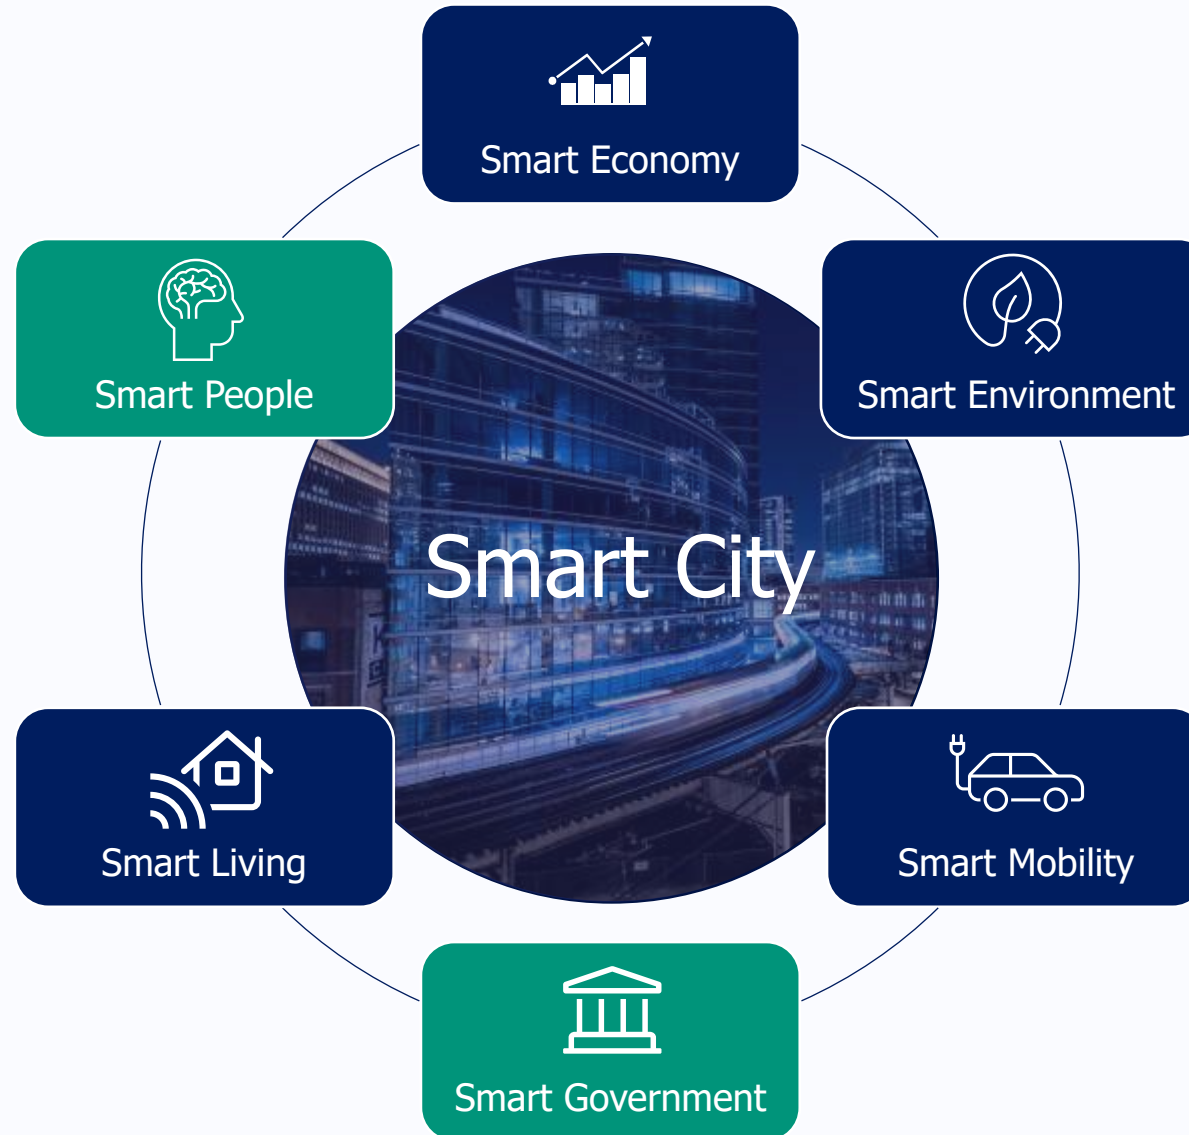 Smart Economy
Smart People
Smart Environment
Smart City
Smart Living
Smart Mobility
Smart Government